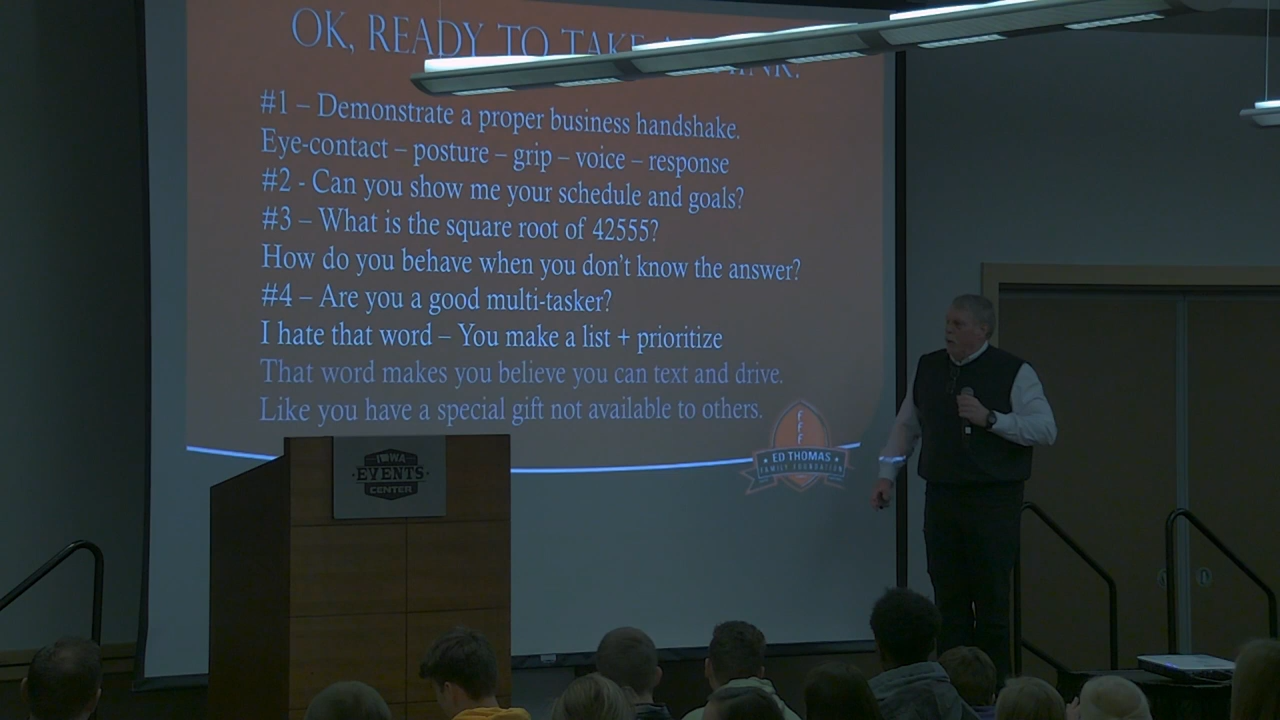 OK, READY TO TAKE
#1 – Demonstrate a proper business handshake.
Eye-contact – posture – grip – voice – response
#2 - Can you show me your schedule and goals?
#3 – What is the square root of 42555?
How do you behave when you don't know the answer?
#4 – Are you a good multi-tasker?
I hate that word – You make a list + prioritize
That word makes you believe you can text and drive.
Like you have a special gift not available to others.
F
F
F
ED THOMAS
FAMILY FOUNDATION
IOWA
EVENTS
CENTER